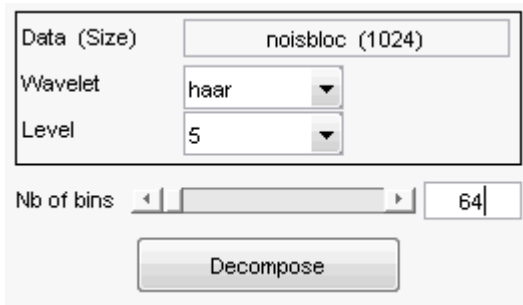 Data (Size) noisbloc (1024)
Wavelet haar
Level 5
Nb of bins 64
Decompose